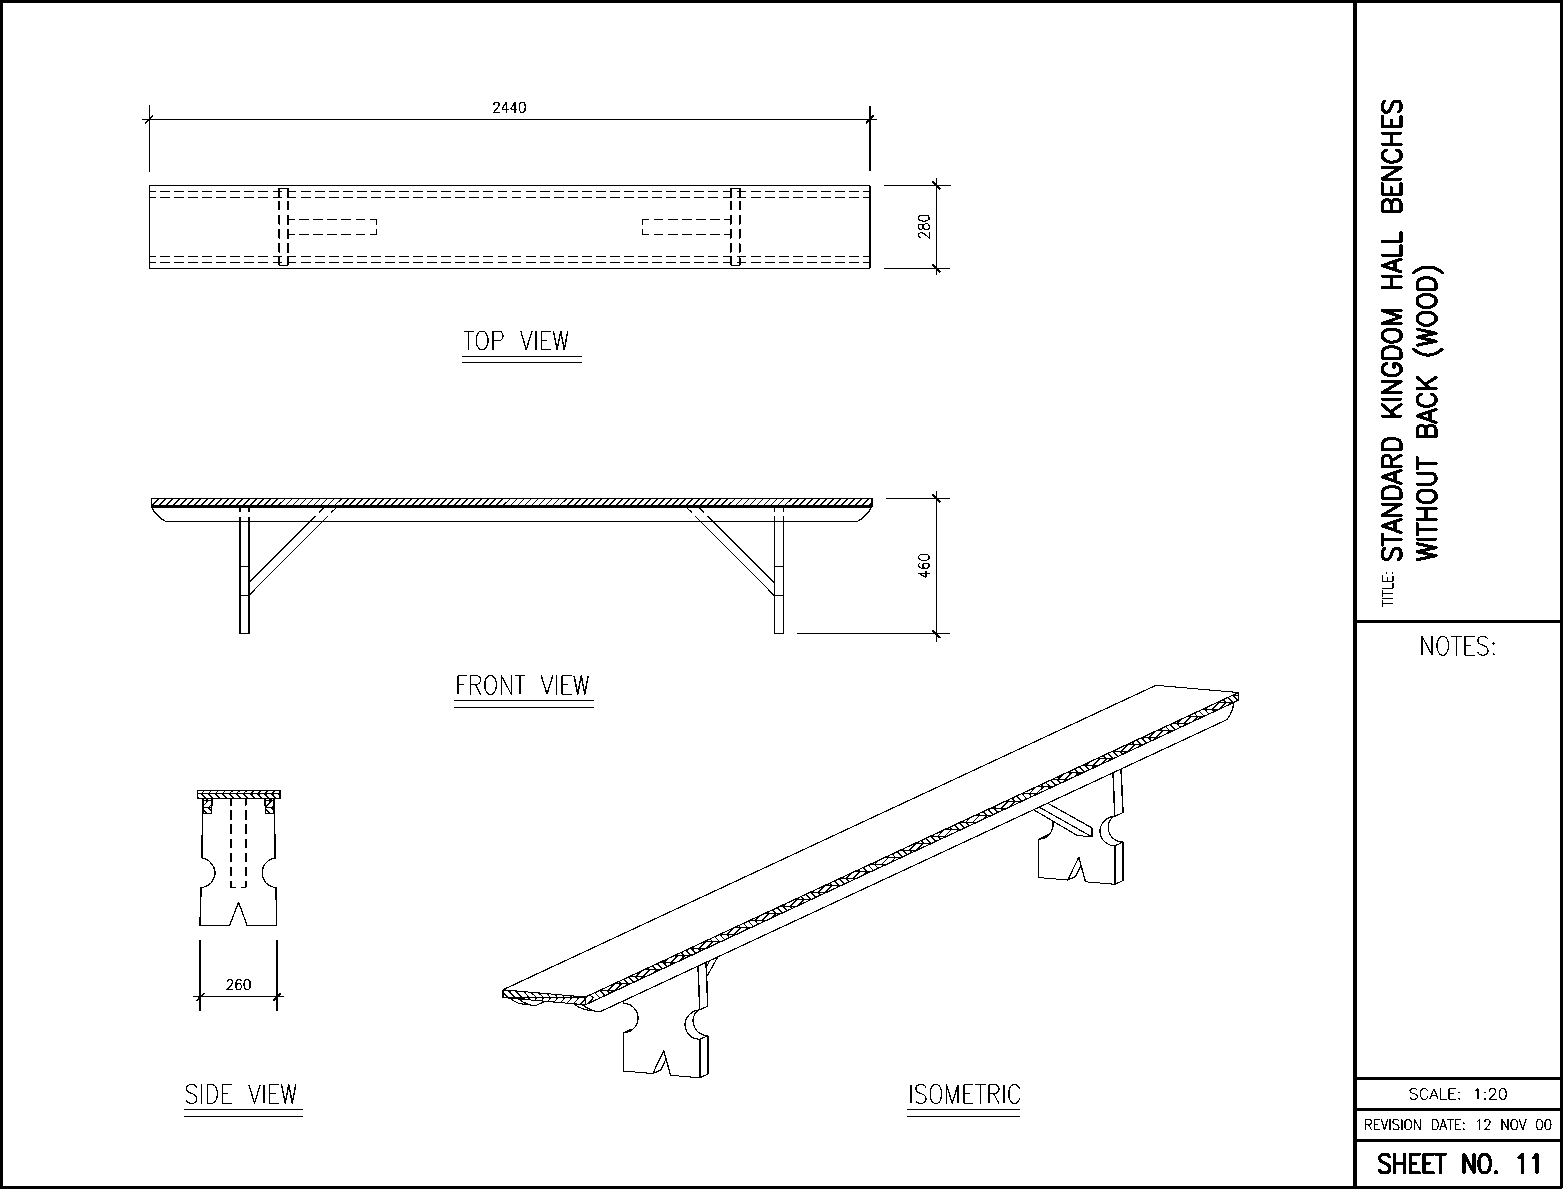 2440
280
TOP VIEW
460
FRONT VIEW
260
SIDE VIEW
ISOMETRIC
TITLE: STANDARD KINGDOM HALL BENCHES
WITHOUT BACK (WOOD)
NOTES:
SCALE: 1:20
REVISION DATE: 12 NOV 00
SHEET NO. 11